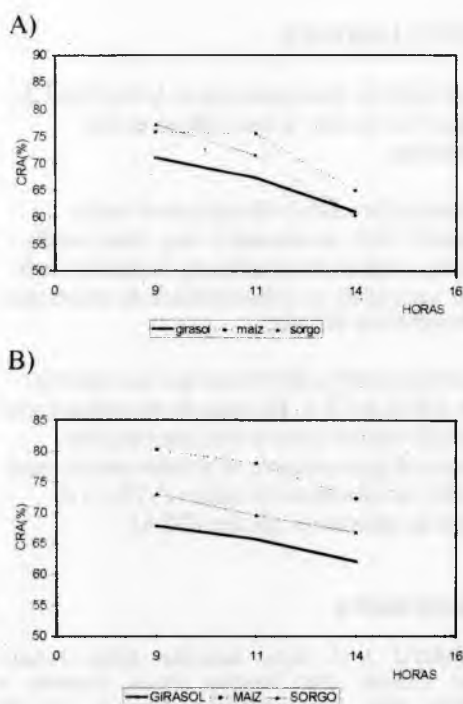 A)
90
85
80
75
70
65
60
55
50
CRA(%)
0 9 11 14 16
HORAS
girasol maiz sorgo
B)
85
80
75
70
65
60
55
50
CRA(%)
0 9 11 14 16
HORAS
GIRASOL MAIZ SORGO